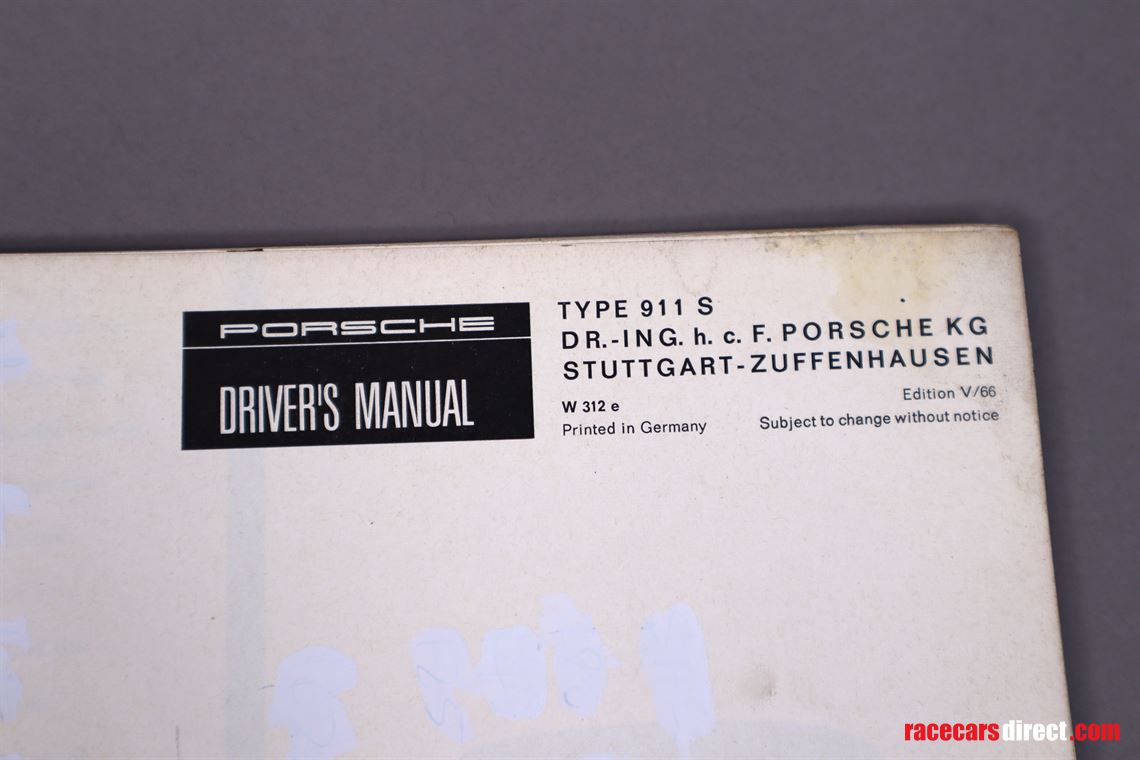 PORSCHE
DRIVER'S MANUAL
TYPE 911 S
DR.-ING. h. c. F. PORSCHE KG
STUTTGART-ZUFFENHAUSEN
W 312 e
Edition V/66
Printed in Germany
Subject to change without notice
racecarsdirect.com